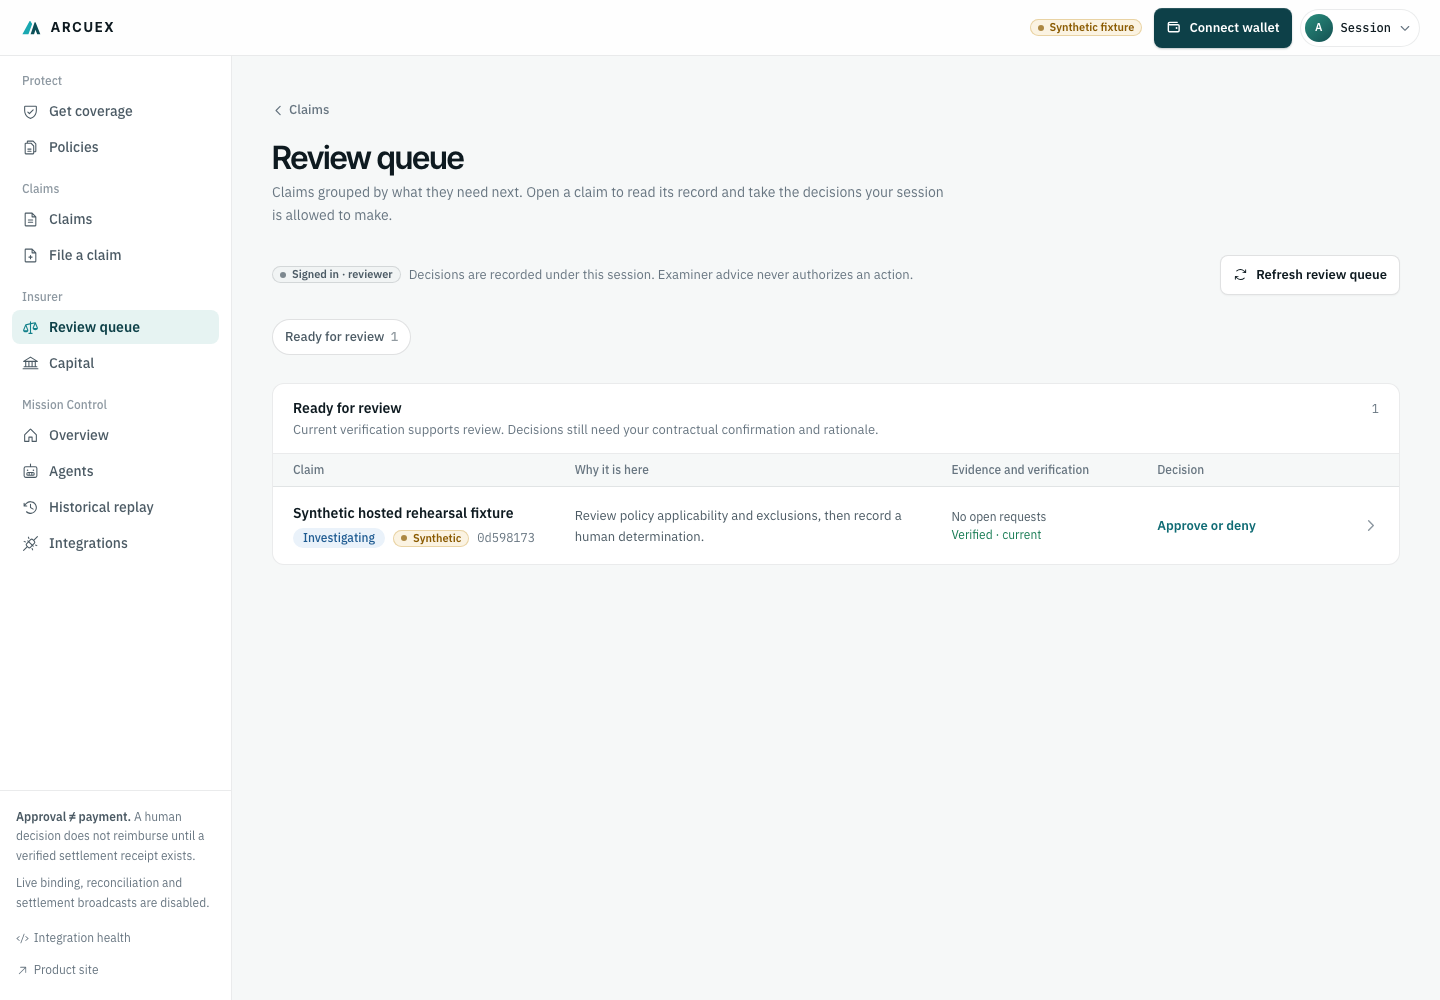 ARCUEX
Synthetic fixture
Connect wallet
A
Session
Protect
Get coverage
Policies
Claims
Claims
File a claim
Insurer
Review queue
Capital
Mission Control
Overview
Agents
Historical replay
Integrations
Approval ≠ payment. A human
decision does not reimburse until a
verified settlement receipt exists.
Live binding, reconciliation and
settlement broadcasts are disabled.
Integration health
Product site
Claims
Review queue
Claims grouped by what they need next. Open a claim to read its record and take the decisions your session
is allowed to make.
Signed in · reviewer
Decisions are recorded under this session. Examiner advice never authorizes an action.
Refresh review queue
Ready for review 1
Ready for review
1
Current verification supports review. Decisions still need your contractual confirmation and rationale.
Claim
Why it is here
Evidence and verification
Decision
Synthetic hosted rehearsal fixture
Investigating
Synthetic
0d598173
Review policy applicability and exclusions, then record a
human determination.
No open requests
Verified · current
Approve or deny